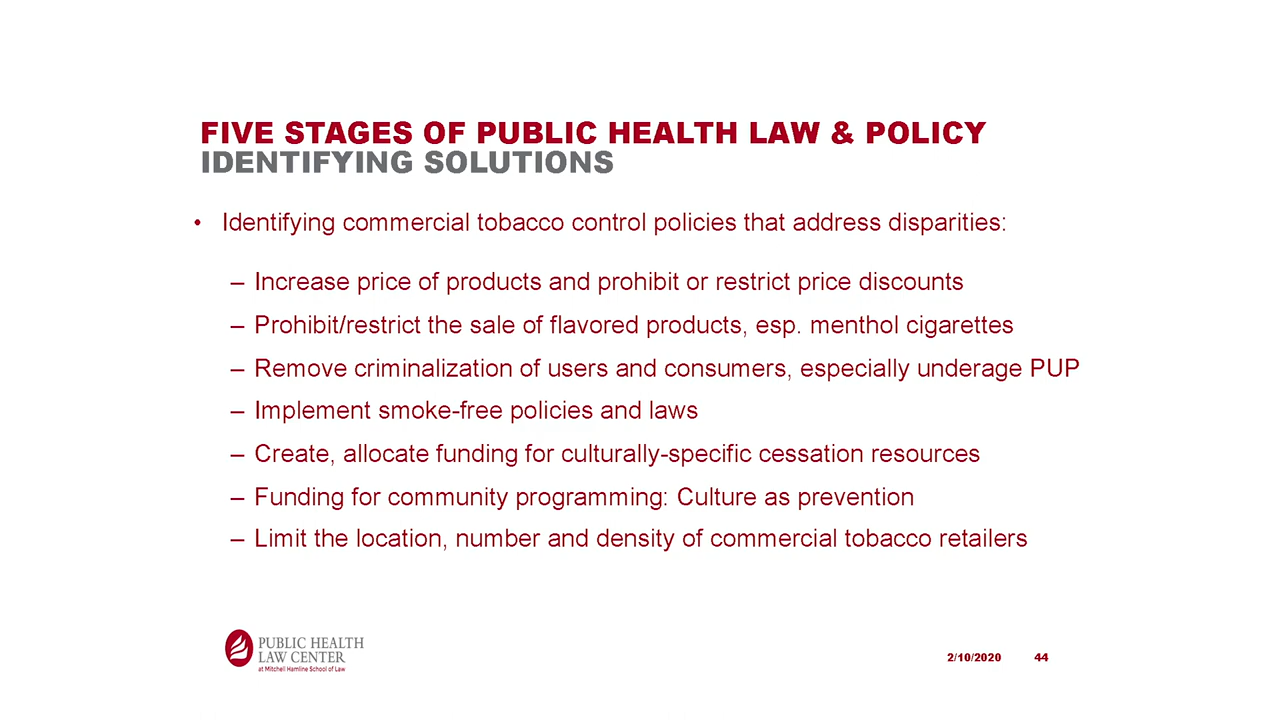 FIVE STAGES OF PUBLIC HEALTH LAW & POLICY
IDENTIFYING SOLUTIONS
• Identifying commercial tobacco control policies that address disparities:
– Increase price of products and prohibit or restrict price discounts
– Prohibit/restrict the sale of flavored products, esp. menthol cigarettes
– Remove criminalization of users and consumers, especially underage PUP
– Implement smoke-free policies and laws
– Create, allocate funding for culturally-specific cessation resources
– Funding for community programming: Culture as prevention
– Limit the location, number and density of commercial tobacco retailers
PUBLIC HEALTH
LAW CENTER
at Mitchell Hamline School of Law
2/10/2020 44